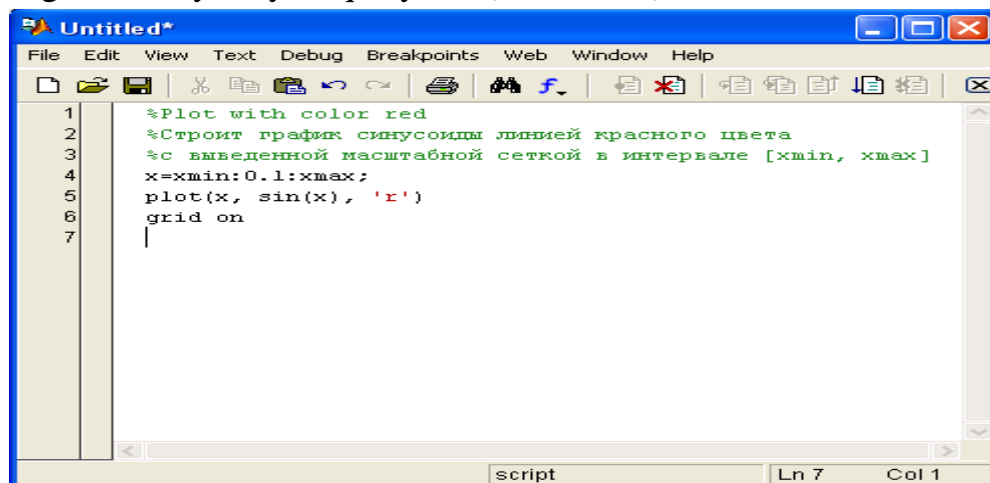 Untitled*
File Edit View Text Debug Breakpoints Web Window Help
1 %Plot with color red
2 %Строит график синусоиды линией красного цвета
3 %с выведенной масштабной сеткой в интервале [xmin, xmax]
4 x=xmin:0.1:xmax;
5 plot(x, sin(x), 'r')
6 grid on
7
script Ln 7 Col 1